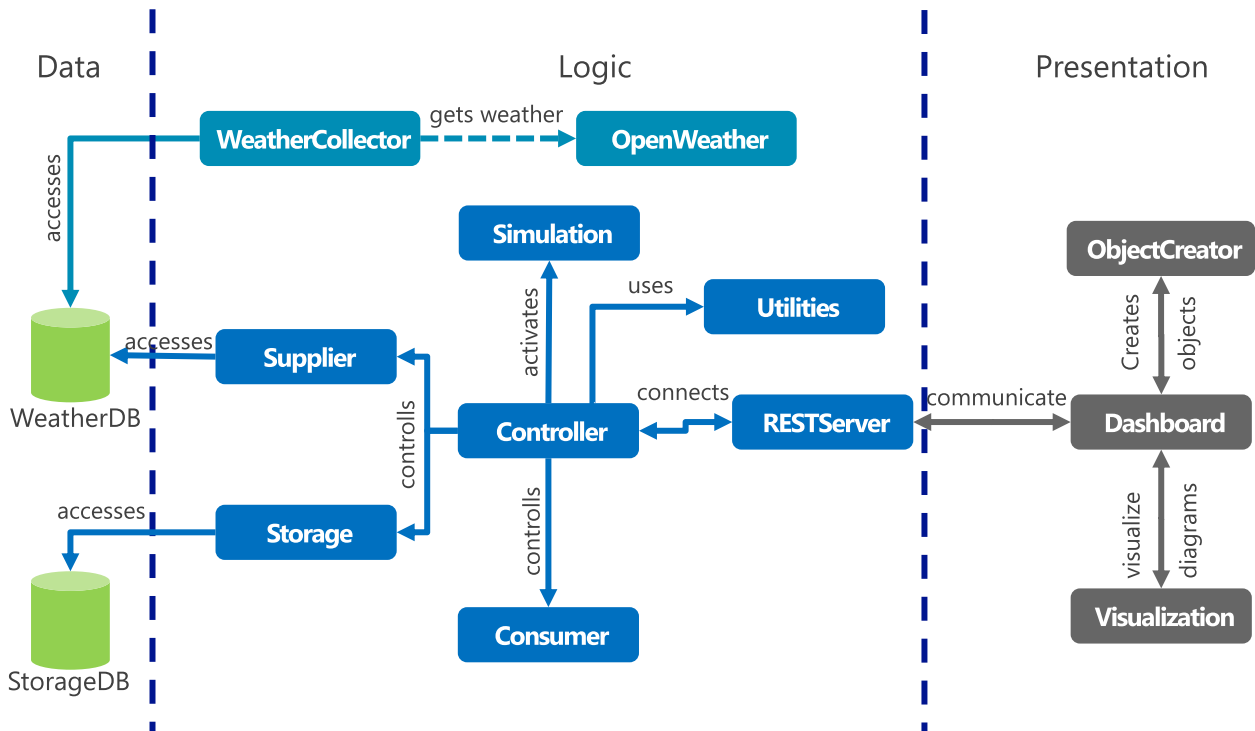 Data
Logic
Presentation
WeatherCollector
gets weather
OpenWeather
accesses
Simulation
ObjectCreator
uses
Utilities
activates
Creates
objects
accesses
Supplier
WeatherDB
controlls
Controller
connects
RESTServer
communicate
Dashboard
accesses
Storage
controlls
visualize
diagrams
Consumer
Visualization
StorageDB